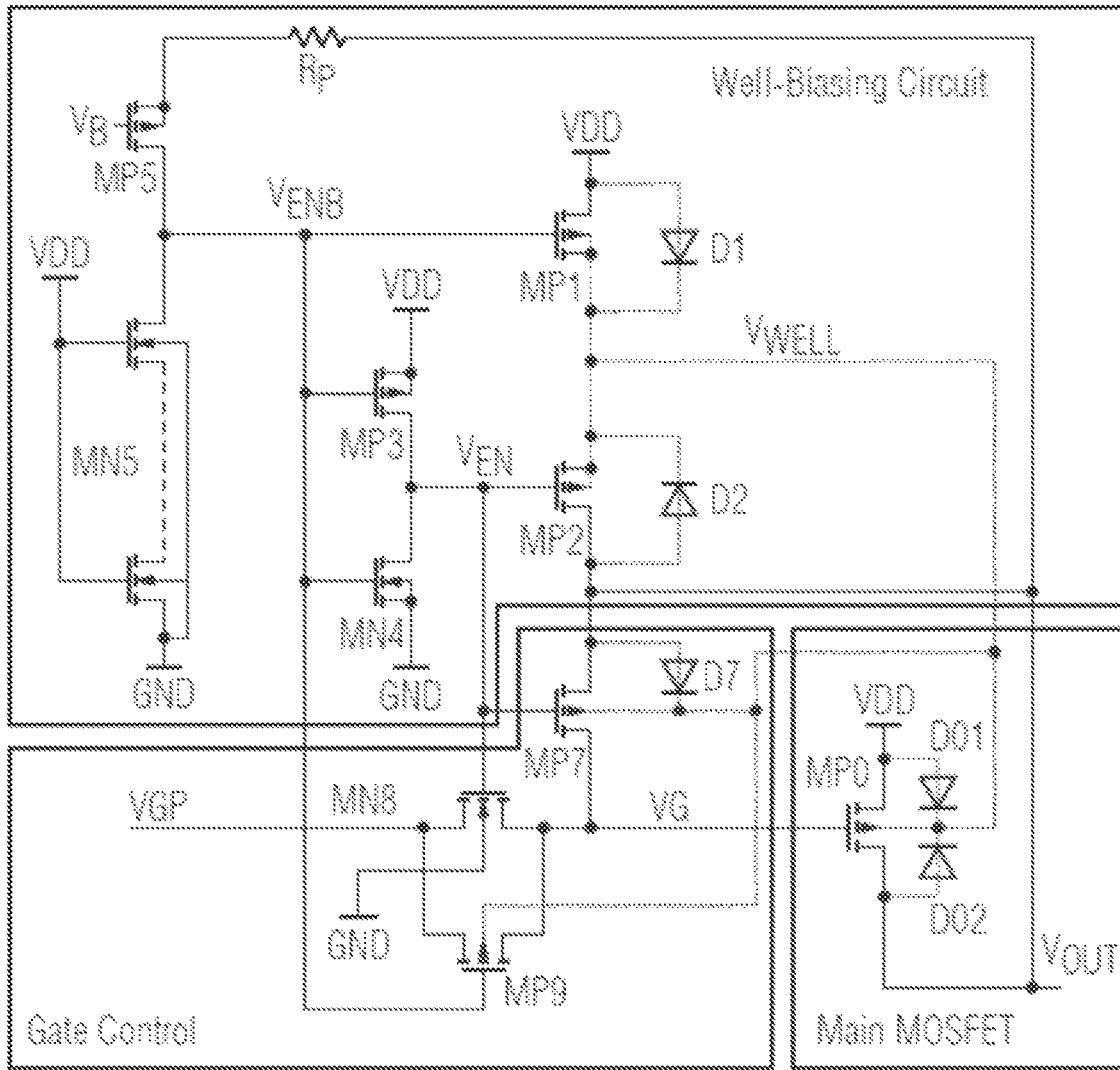 RP
Well-Biasing Circuit
VB
MP5
VDD
VENB
VDD
MP1
D1
VDD
VWELL
MN5
MP3
VEN
MP2
D2
MN4
GND
GND
D7
MP7
VDD
D01
MP0
VGP
MN8
VG
GND
D02
MP9
VOUT
Gate Control
Main MOSFET